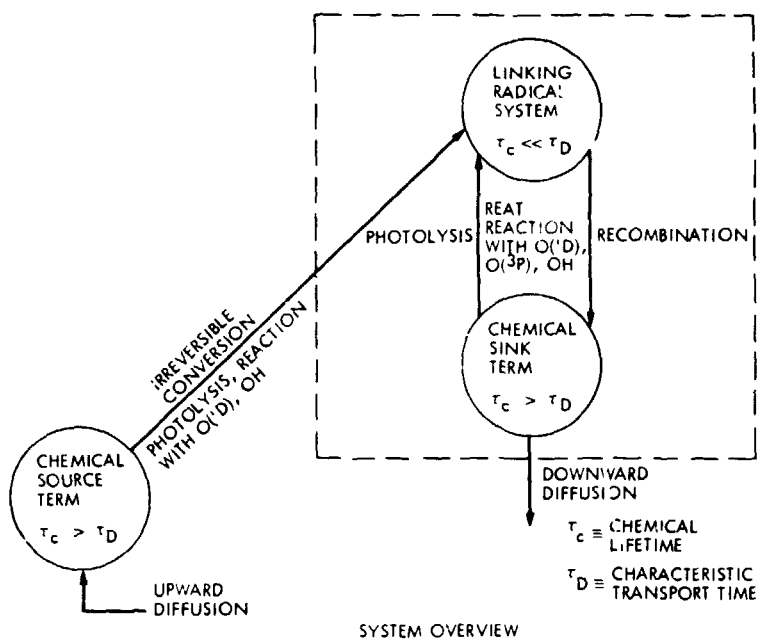 LINKING
RADICAL
SYSTEM
τc << τD
PHOTOLYSIS
REAT
REACTION
WITH O('D),
O(³P), OH
RECOMBINATION
CHEMICAL
SINK
TERM
τc > τD
IRREVERSIBLE
CONVERSION
PHOTOLYSIS, REACTION
WITH O('D), OH
CHEMICAL
SOURCE
TERM
τc > τD
UPWARD
DIFFUSION
DOWNWARD
DIFFUSION
τc ≡ CHEMICAL
LIFETIME
τD ≡ CHARACTERISTIC
TRANSPORT TIME
SYSTEM OVERVIEW